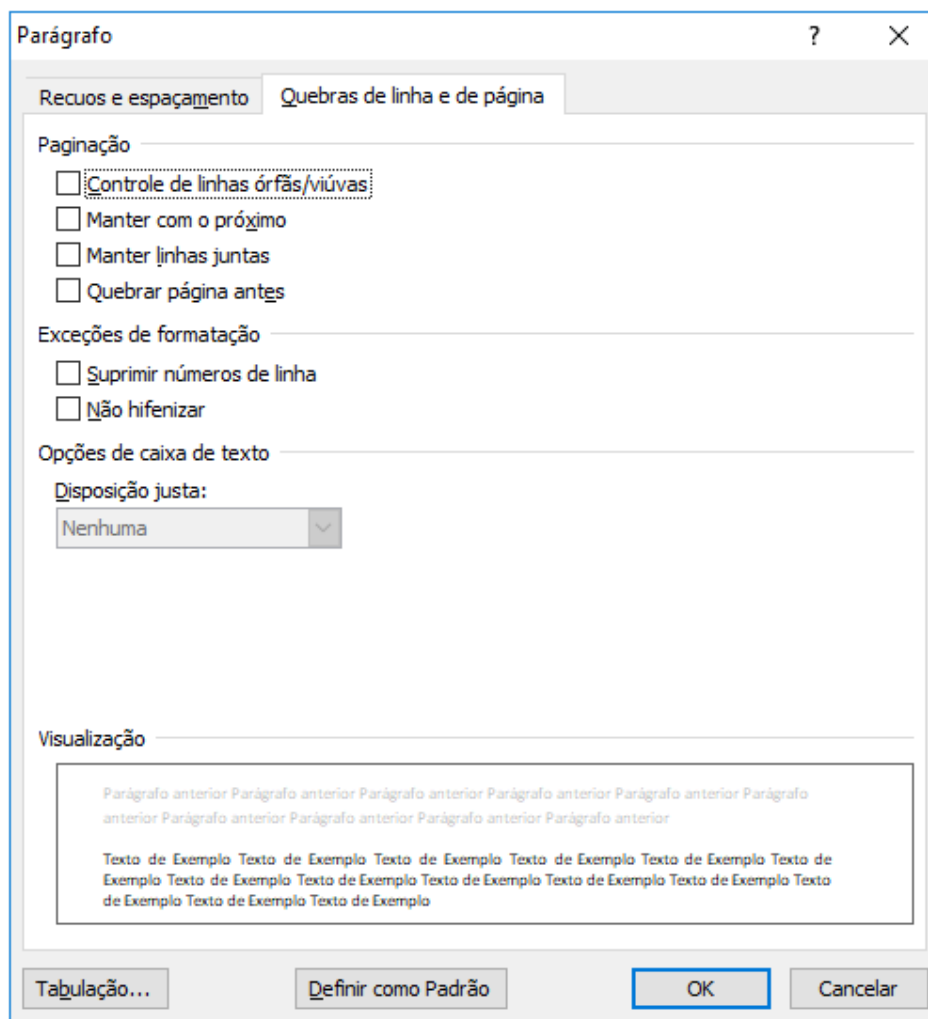 Parágrafo
?
Recuos e espaçamento
Quebras de linha e de página
Paginação
Controle de linhas órfãs/viúvas
Manter com o próximo
Manter linhas juntas
Quebrar página antes
Exceções de formatação
Suprimir números de linha
Não hifenizar
Opções de caixa de texto
Disposição justa:
Nenhuma
Visualização
Parágrafo anterior Parágrafo anterior Parágrafo anterior Parágrafo anterior Parágrafo anterior Parágrafo
anterior Parágrafo anterior Parágrafo anterior Parágrafo anterior Parágrafo anterior
Texto de Exemplo Texto de Exemplo Texto de Exemplo Texto de Exemplo Texto de Exemplo Texto de
Exemplo Texto de Exemplo Texto de Exemplo Texto de Exemplo Texto de Exemplo Texto de Exemplo Texto
de Exemplo Texto de Exemplo Texto de Exemplo
Tabulação...
Definir como Padrão
OK
Cancelar